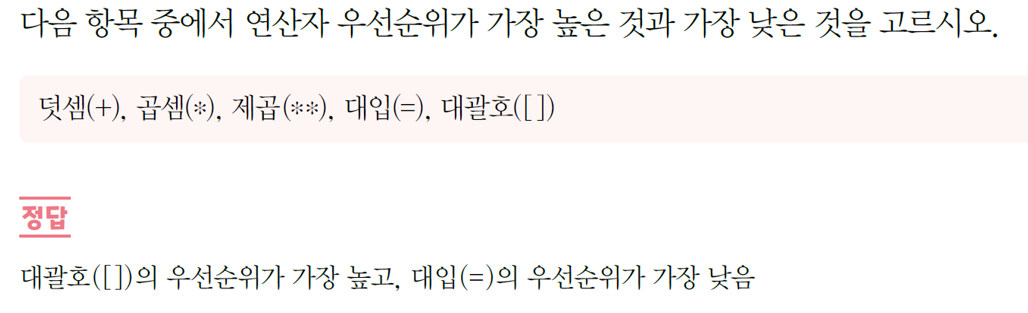 다음 항목 중에서 연산자 우선순위가 가장 높은 것과 가장 낮은 것을 고르시오.
덧셈(+), 곱셈(*), 제곱(**), 대입(=), 대괄호([ ])
정답
대괄호([ ])의 우선순위가 가장 높고, 대입(=)의 우선순위가 가장 낮음